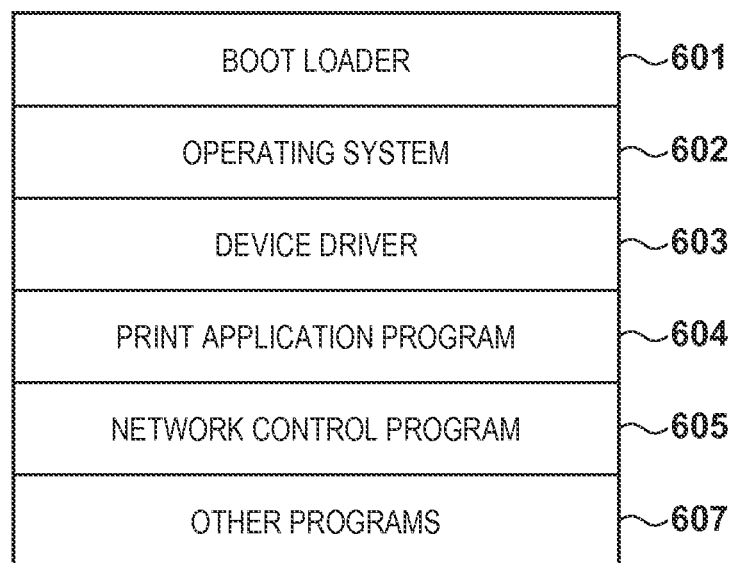 BOOT LOADER 601
OPERATING SYSTEM 602
DEVICE DRIVER 603
PRINT APPLICATION PROGRAM 604
NETWORK CONTROL PROGRAM 605
OTHER PROGRAMS 607